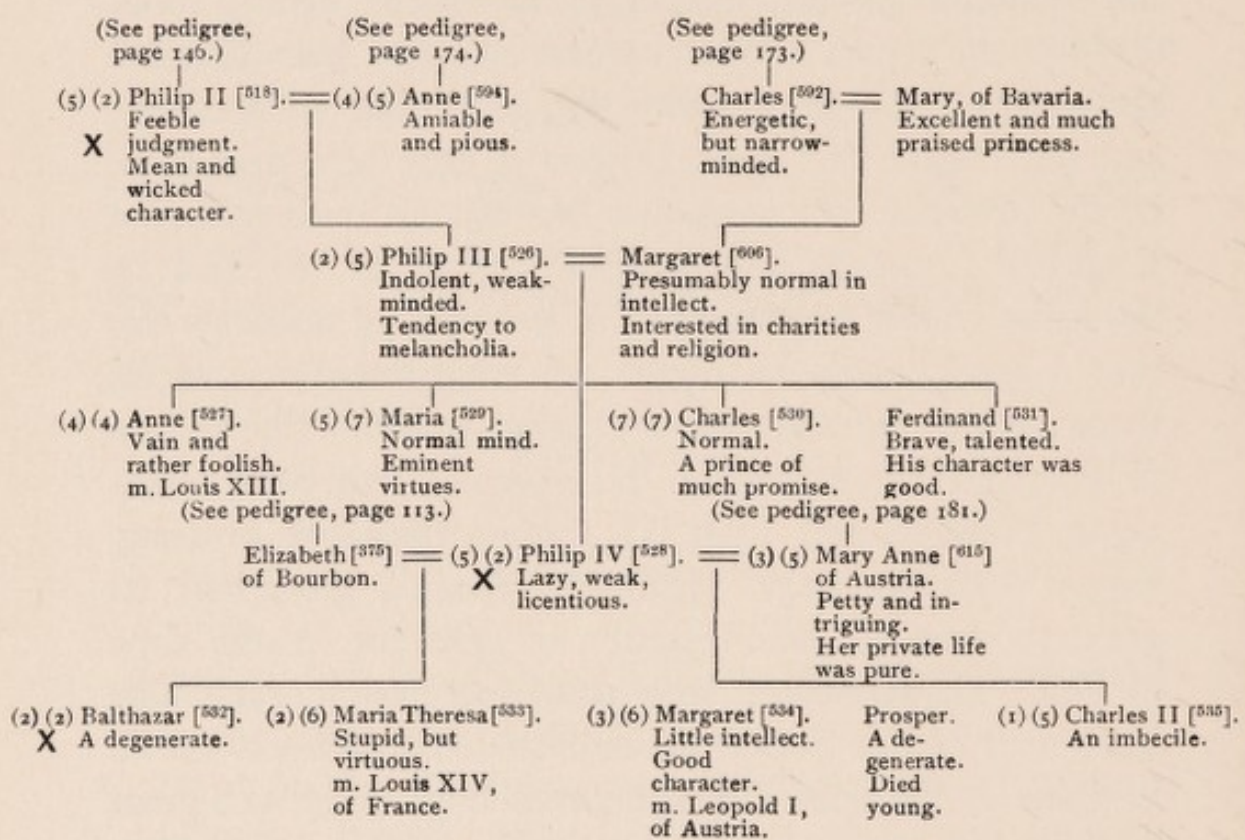 (See pedigree, page 146.)
(See pedigree, page 174.)
(See pedigree, page 173.)
(5) (2) Philip II [518].
Feeble
X judgment.
Mean and
wicked
character.
(4) (5) Anne [594].
Amiable
and pious.
Charles [592].
Energetic,
but narrow-
minded.
Mary, of Bavaria.
Excellent and much
praised princess.
(2) (5) Philip III [526].
Indolent, weak-
minded.
Tendency to
melancholia.
Margaret [606].
Presumably normal in
intellect.
Interested in charities
and religion.
(4) (4) Anne [527].
Vain and
rather foolish.
m. Louis XIII.
(5) (7) Maria [529].
Normal mind.
Eminent
virtues.
(7) (7) Charles [530].
Normal.
A prince of
much promise.
Ferdinand [531].
Brave, talented.
His character was
good.
(See pedigree, page 113.)
(See pedigree, page 181.)
Elizabeth [375]
of Bourbon.
(5) (2) Philip IV [528].
X Lazy, weak,
licentious.
(3) (5) Mary Anne [615]
of Austria.
Petty and in-
triguing.
Her private life
was pure.
(2) (2) Balthazar [532].
X A degenerate.
(2) (6) Maria Theresa [533].
Stupid, but
virtuous.
m. Louis XIV,
of France.
(3) (6) Margaret [534].
Little intellect.
Good
character.
m. Leopold I,
of Austria.
Prosper.
A de-
generate.
Died
young.
(1) (5) Charles II [535].
An imbecile.